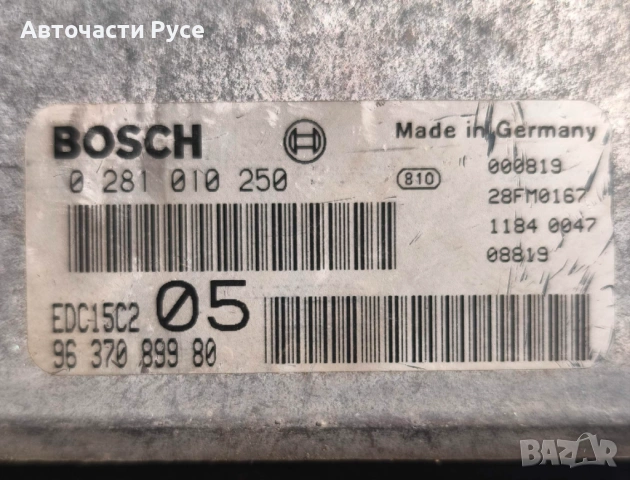 Авточасти Русе
BOSCH
Made in Germany
0 281 010 250
810
000819
28FM0167
1184 0047
08819
EDC15C2 05
96 370 899 80
BAZAR